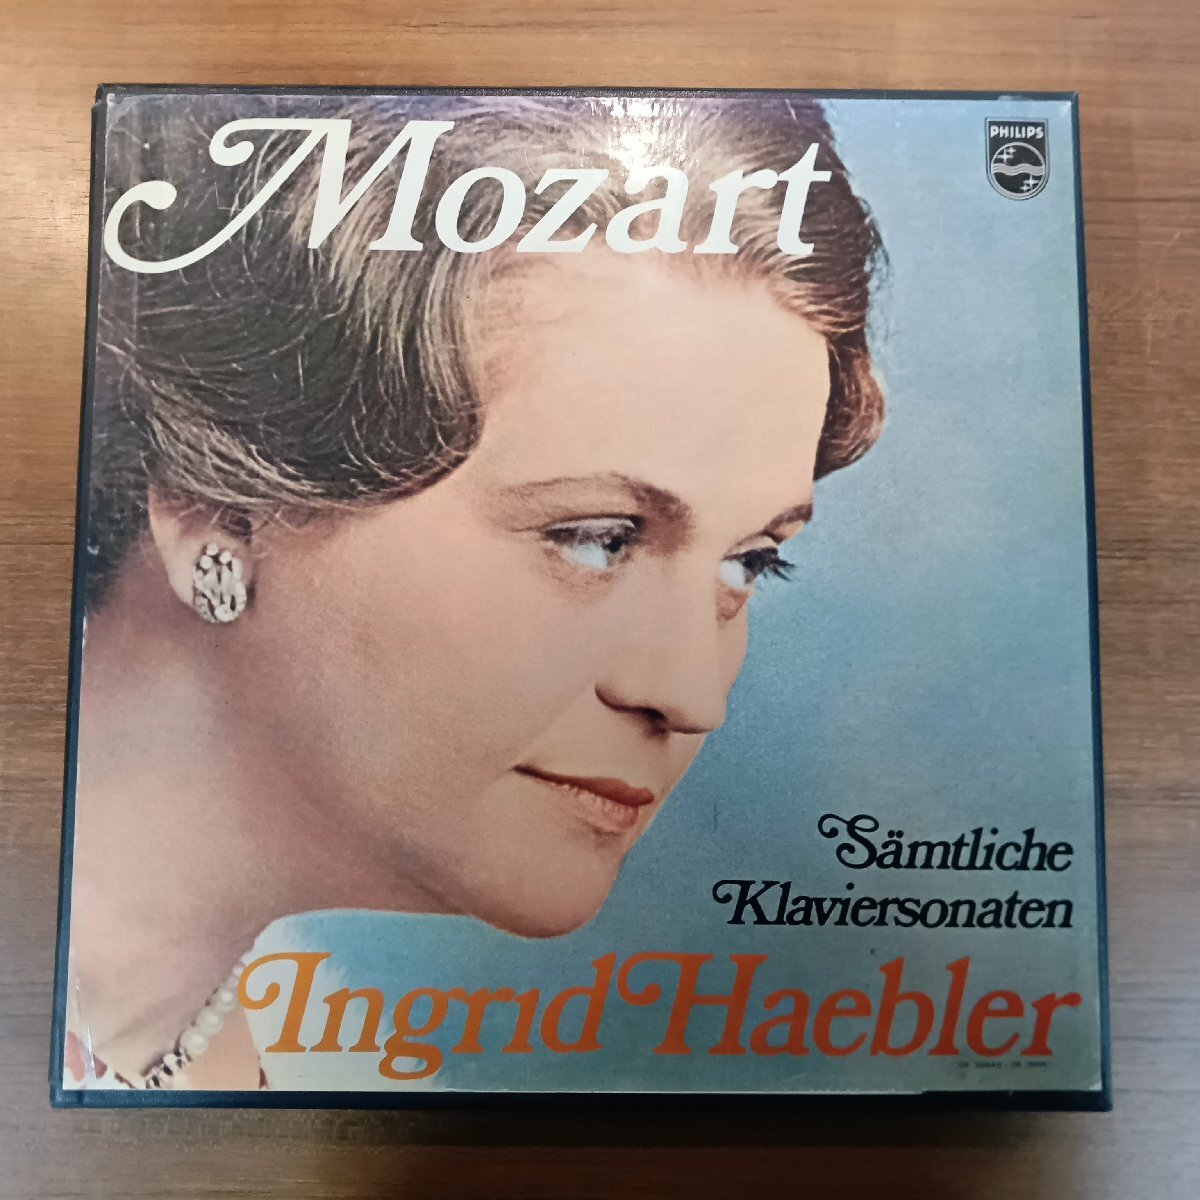 Mozart
PHILIPS
Sämtliche
Klaviersonaten
Ingrid Haebler